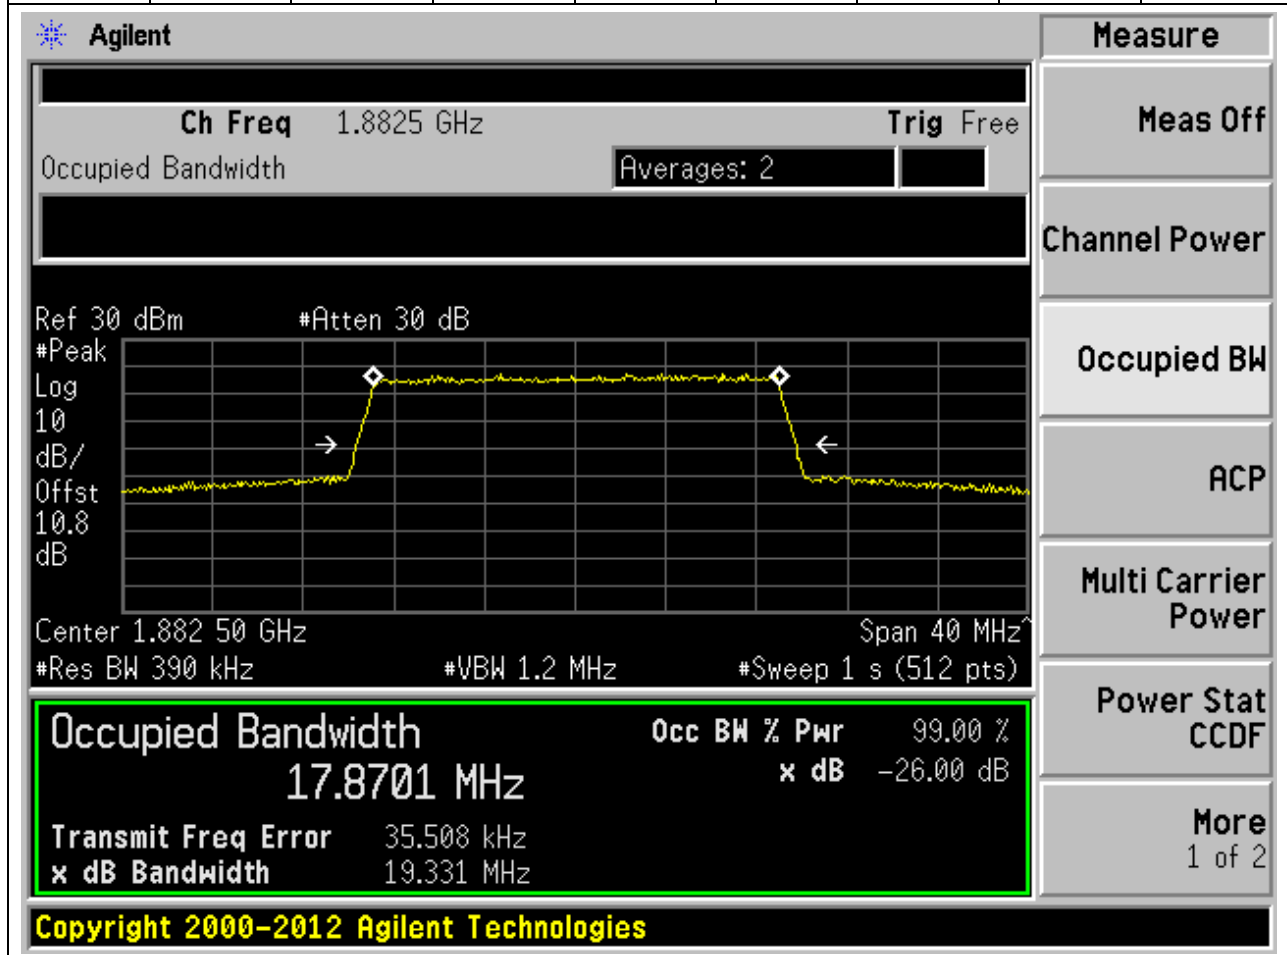 Agilent
Measure
Ch Freq 1.8825 GHz Trig Free
Occupied Bandwidth Averages: 2
Ref 30 dBm #Atten 30 dB
#Peak
Log
10
dB/
Offst
10.8
dB
Center 1.882 50 GHz Span 40 MHz^
#Res BW 390 kHz #VBW 1.2 MHz #Sweep 1 s (512 pts)
Occupied Bandwidth Occ BW % Pwr 99.00 %
17.8701 MHz x dB -26.00 dB
Transmit Freq Error 35.508 kHz
x dB Bandwidth 19.331 MHz
Copyright 2000-2012 Agilent Technologies
Meas Off
Channel Power
Occupied BW
ACP
Multi Carrier
Power
Power Stat
CCDF
More
1 of 2